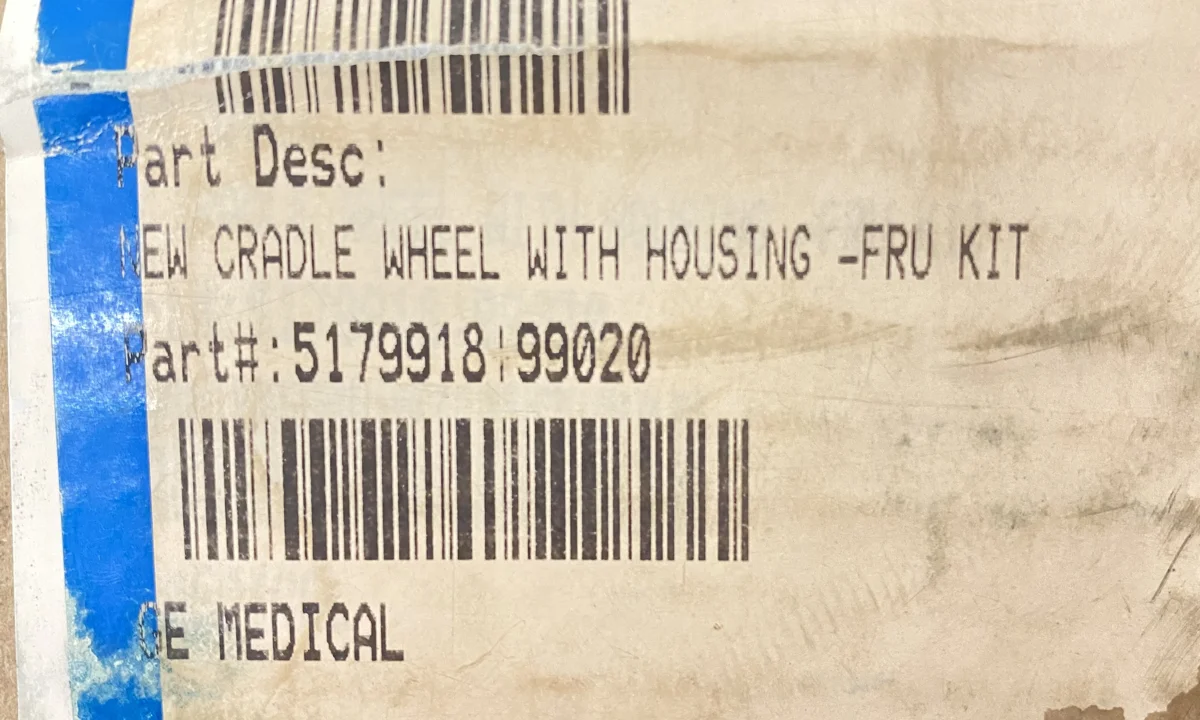 Part Desc:
NEW CRADLE WHEEL WITH HOUSING -FRU KIT
Part#:5179918¦99020
GE MEDICAL